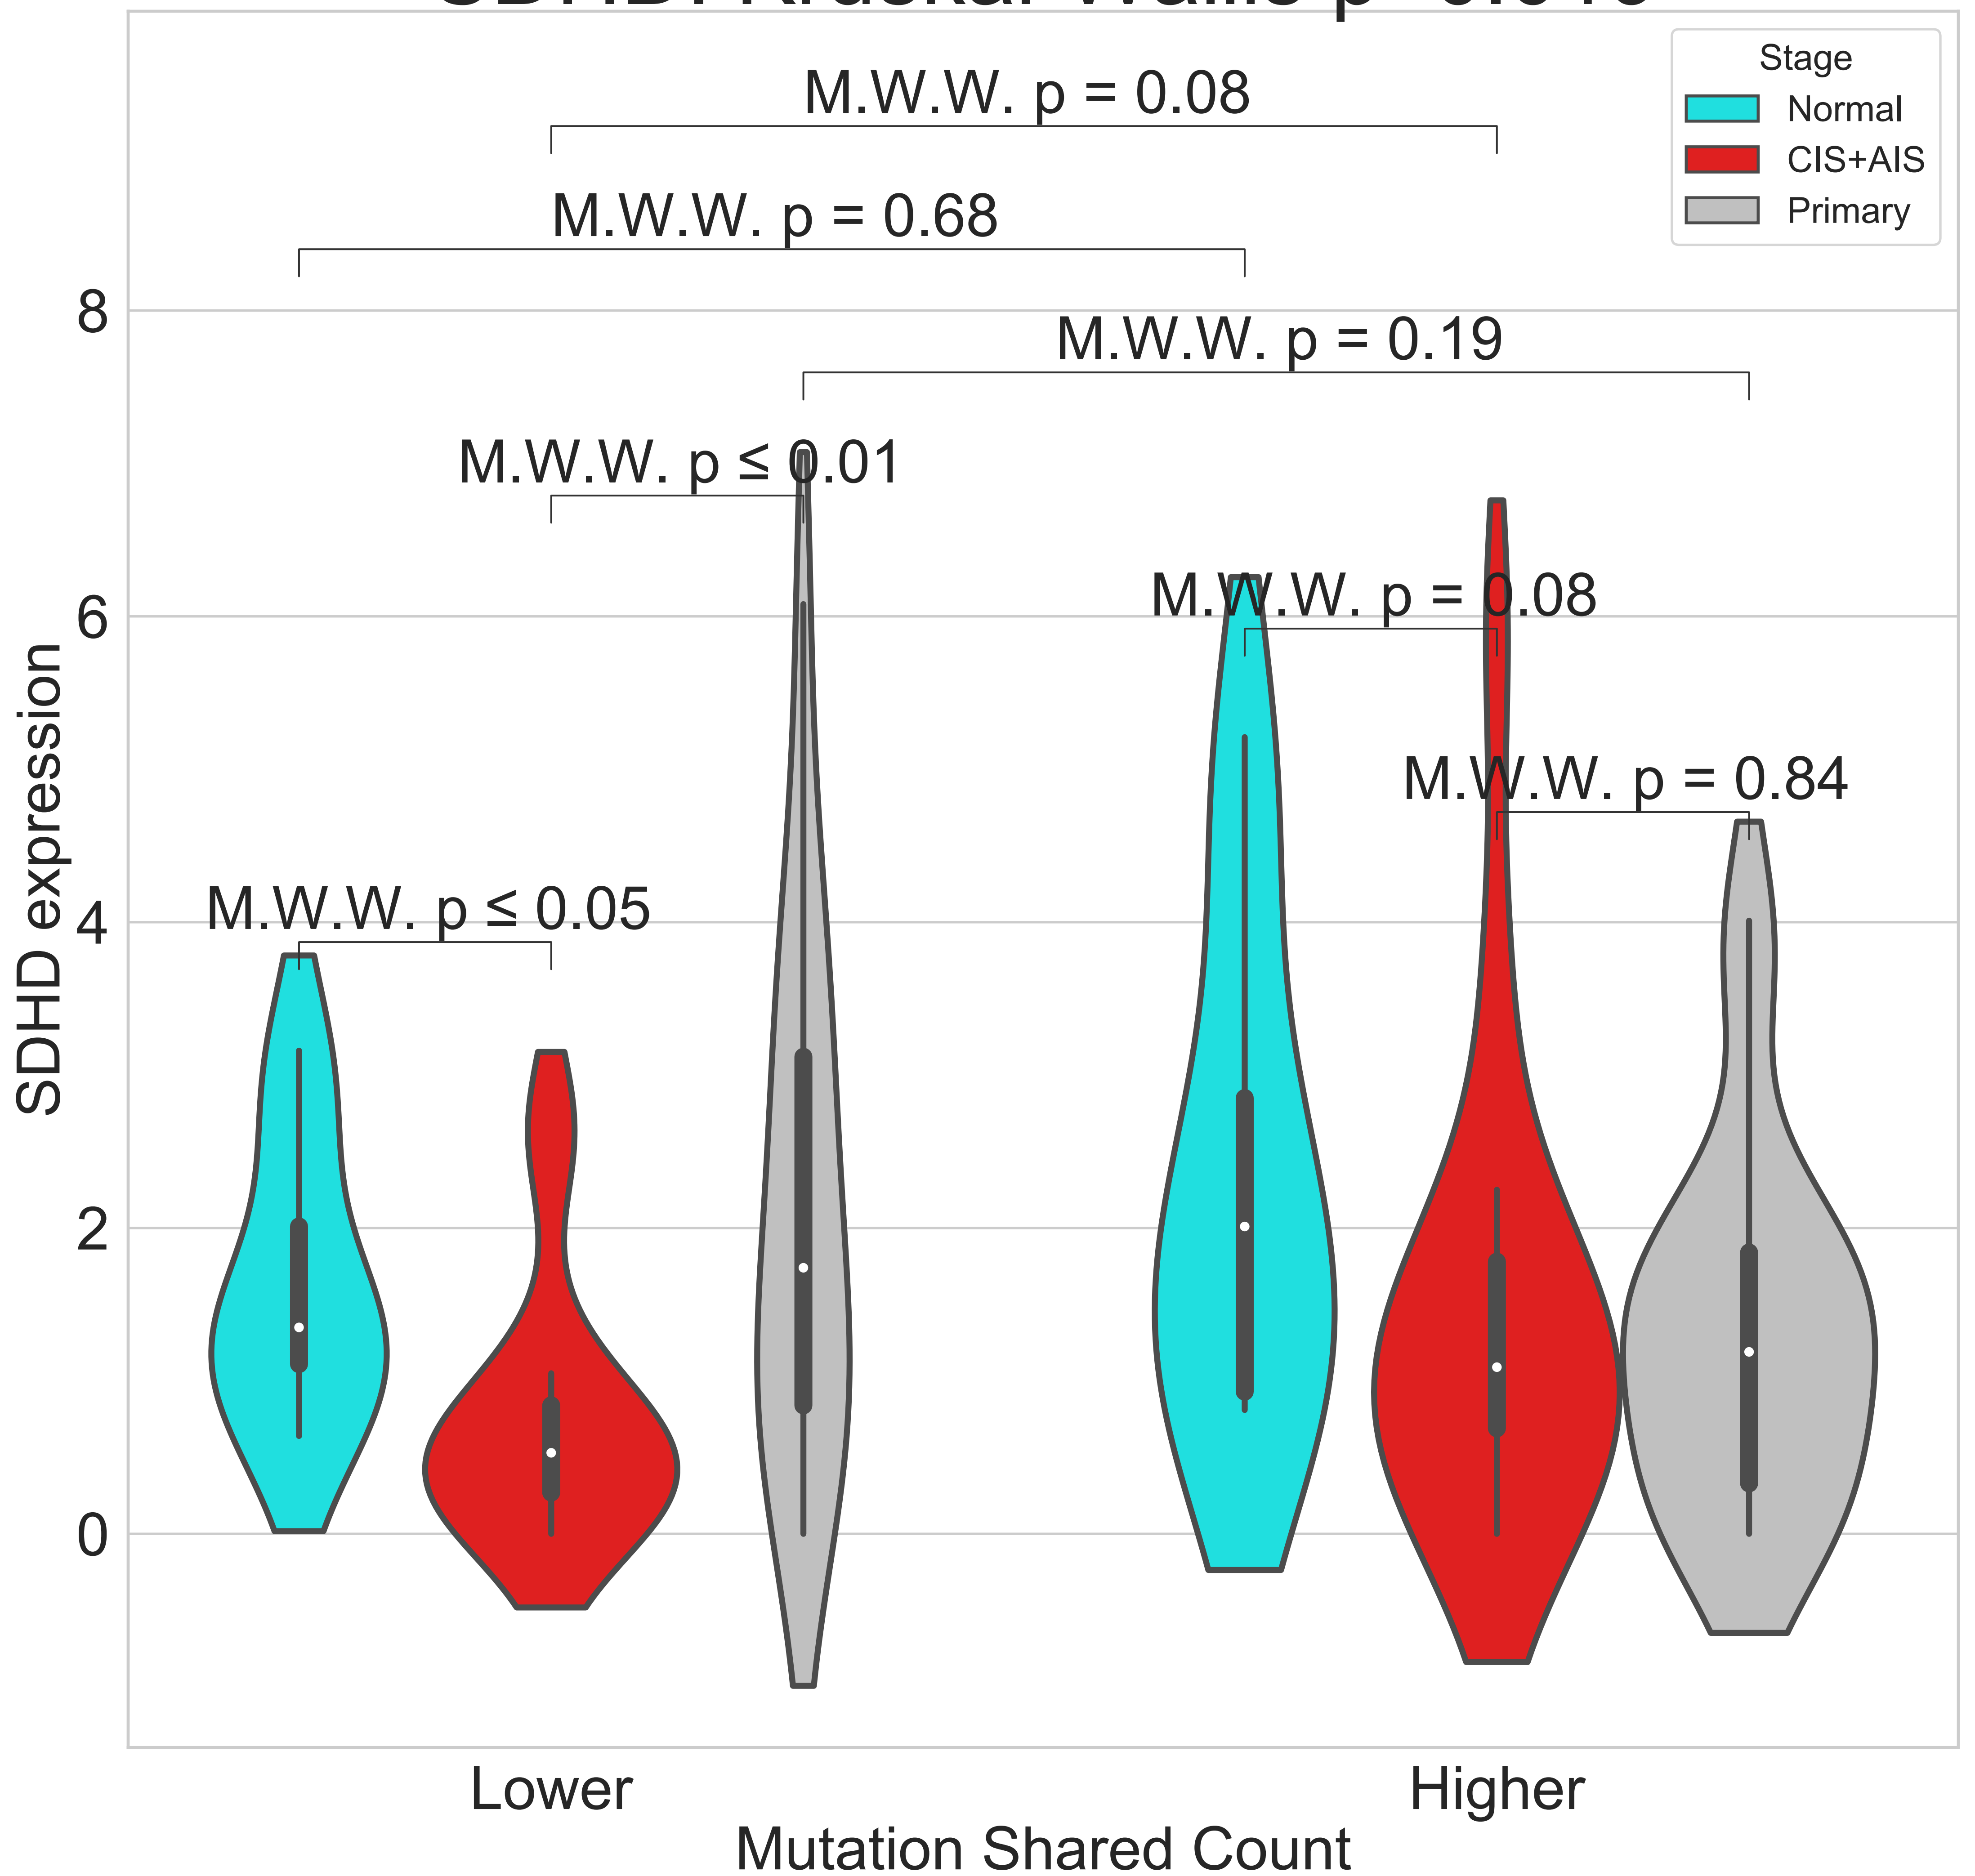 Stage
Normal
CIS+AIS
Primary
M.W.W. p = 0.08
M.W.W. p = 0.68
M.W.W. p = 0.19
M.W.W. p ≤ 0.01
M.W.W. p = 0.08
M.W.W. p = 0.84
M.W.W. p ≤ 0.05
SDHD expression
8
6
4
2
0
Lower
Higher
Mutation Shared Count